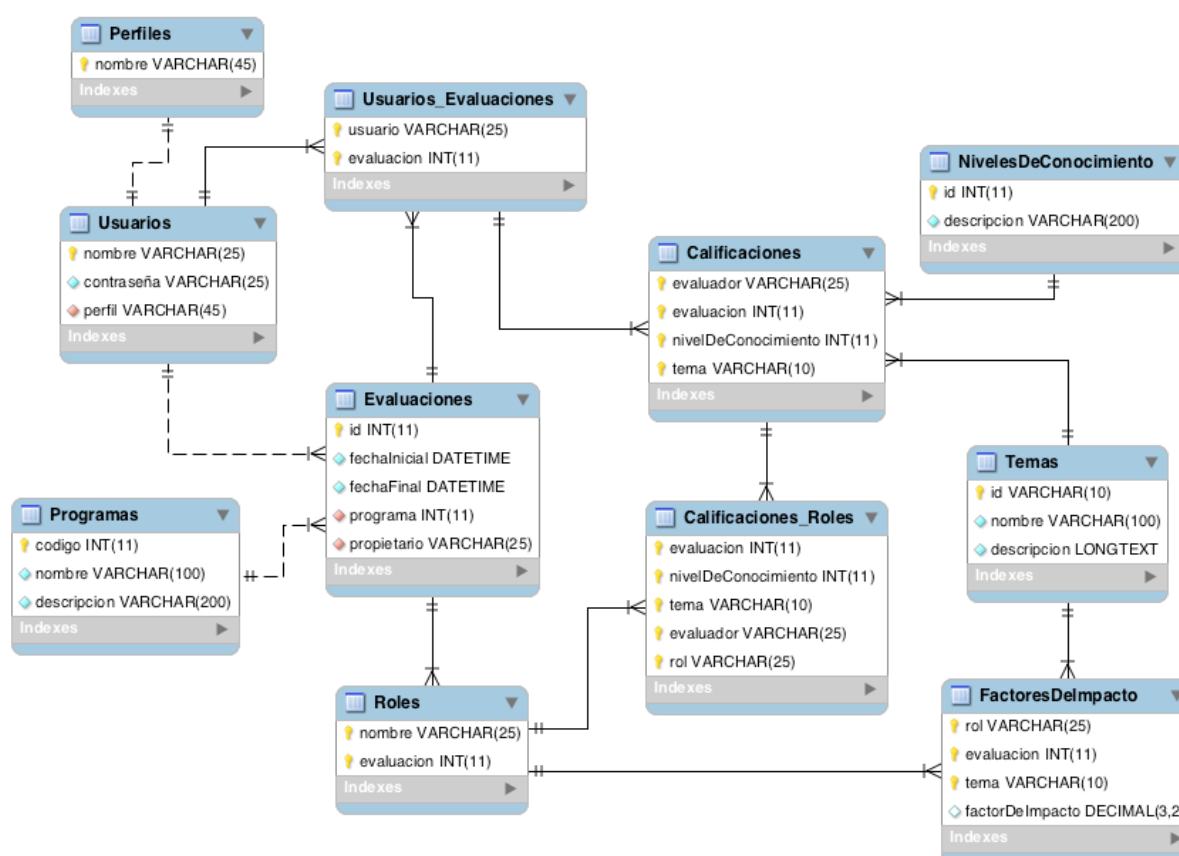 Perfiles
nombre VARCHAR(45)
Indexes
Usuarios_Evaluaciones
usuario VARCHAR(25)
evaluacion INT(11)
Indexes
NivelesDeConocimiento
id INT(11)
descripcion VARCHAR(200)
Indexes
Usuarios
nombre VARCHAR(25)
contraseña VARCHAR(25)
perfil VARCHAR(45)
Indexes
Calificaciones
evaluador VARCHAR(25)
evaluacion INT(11)
nivelDeConocimiento INT(11)
tema VARCHAR(10)
Indexes
Evaluaciones
id INT(11)
fechaInicial DATETIME
fechaFinal DATETIME
programa INT(11)
propietario VARCHAR(25)
Indexes
Programas
codigo INT(11)
nombre VARCHAR(100)
descripcion VARCHAR(200)
Indexes
Calificaciones_Roles
evaluacion INT(11)
nivelDeConocimiento INT(11)
tema VARCHAR(10)
evaluador VARCHAR(25)
rol VARCHAR(25)
Indexes
Temas
id VARCHAR(10)
nombre VARCHAR(100)
descripcion LONGTEXT
Indexes
Roles
nombre VARCHAR(25)
evaluacion INT(11)
Indexes
FactoresDeImpacto
rol VARCHAR(25)
evaluacion INT(11)
tema VARCHAR(10)
factorDeImpacto DECIMAL(3,2
Indexes